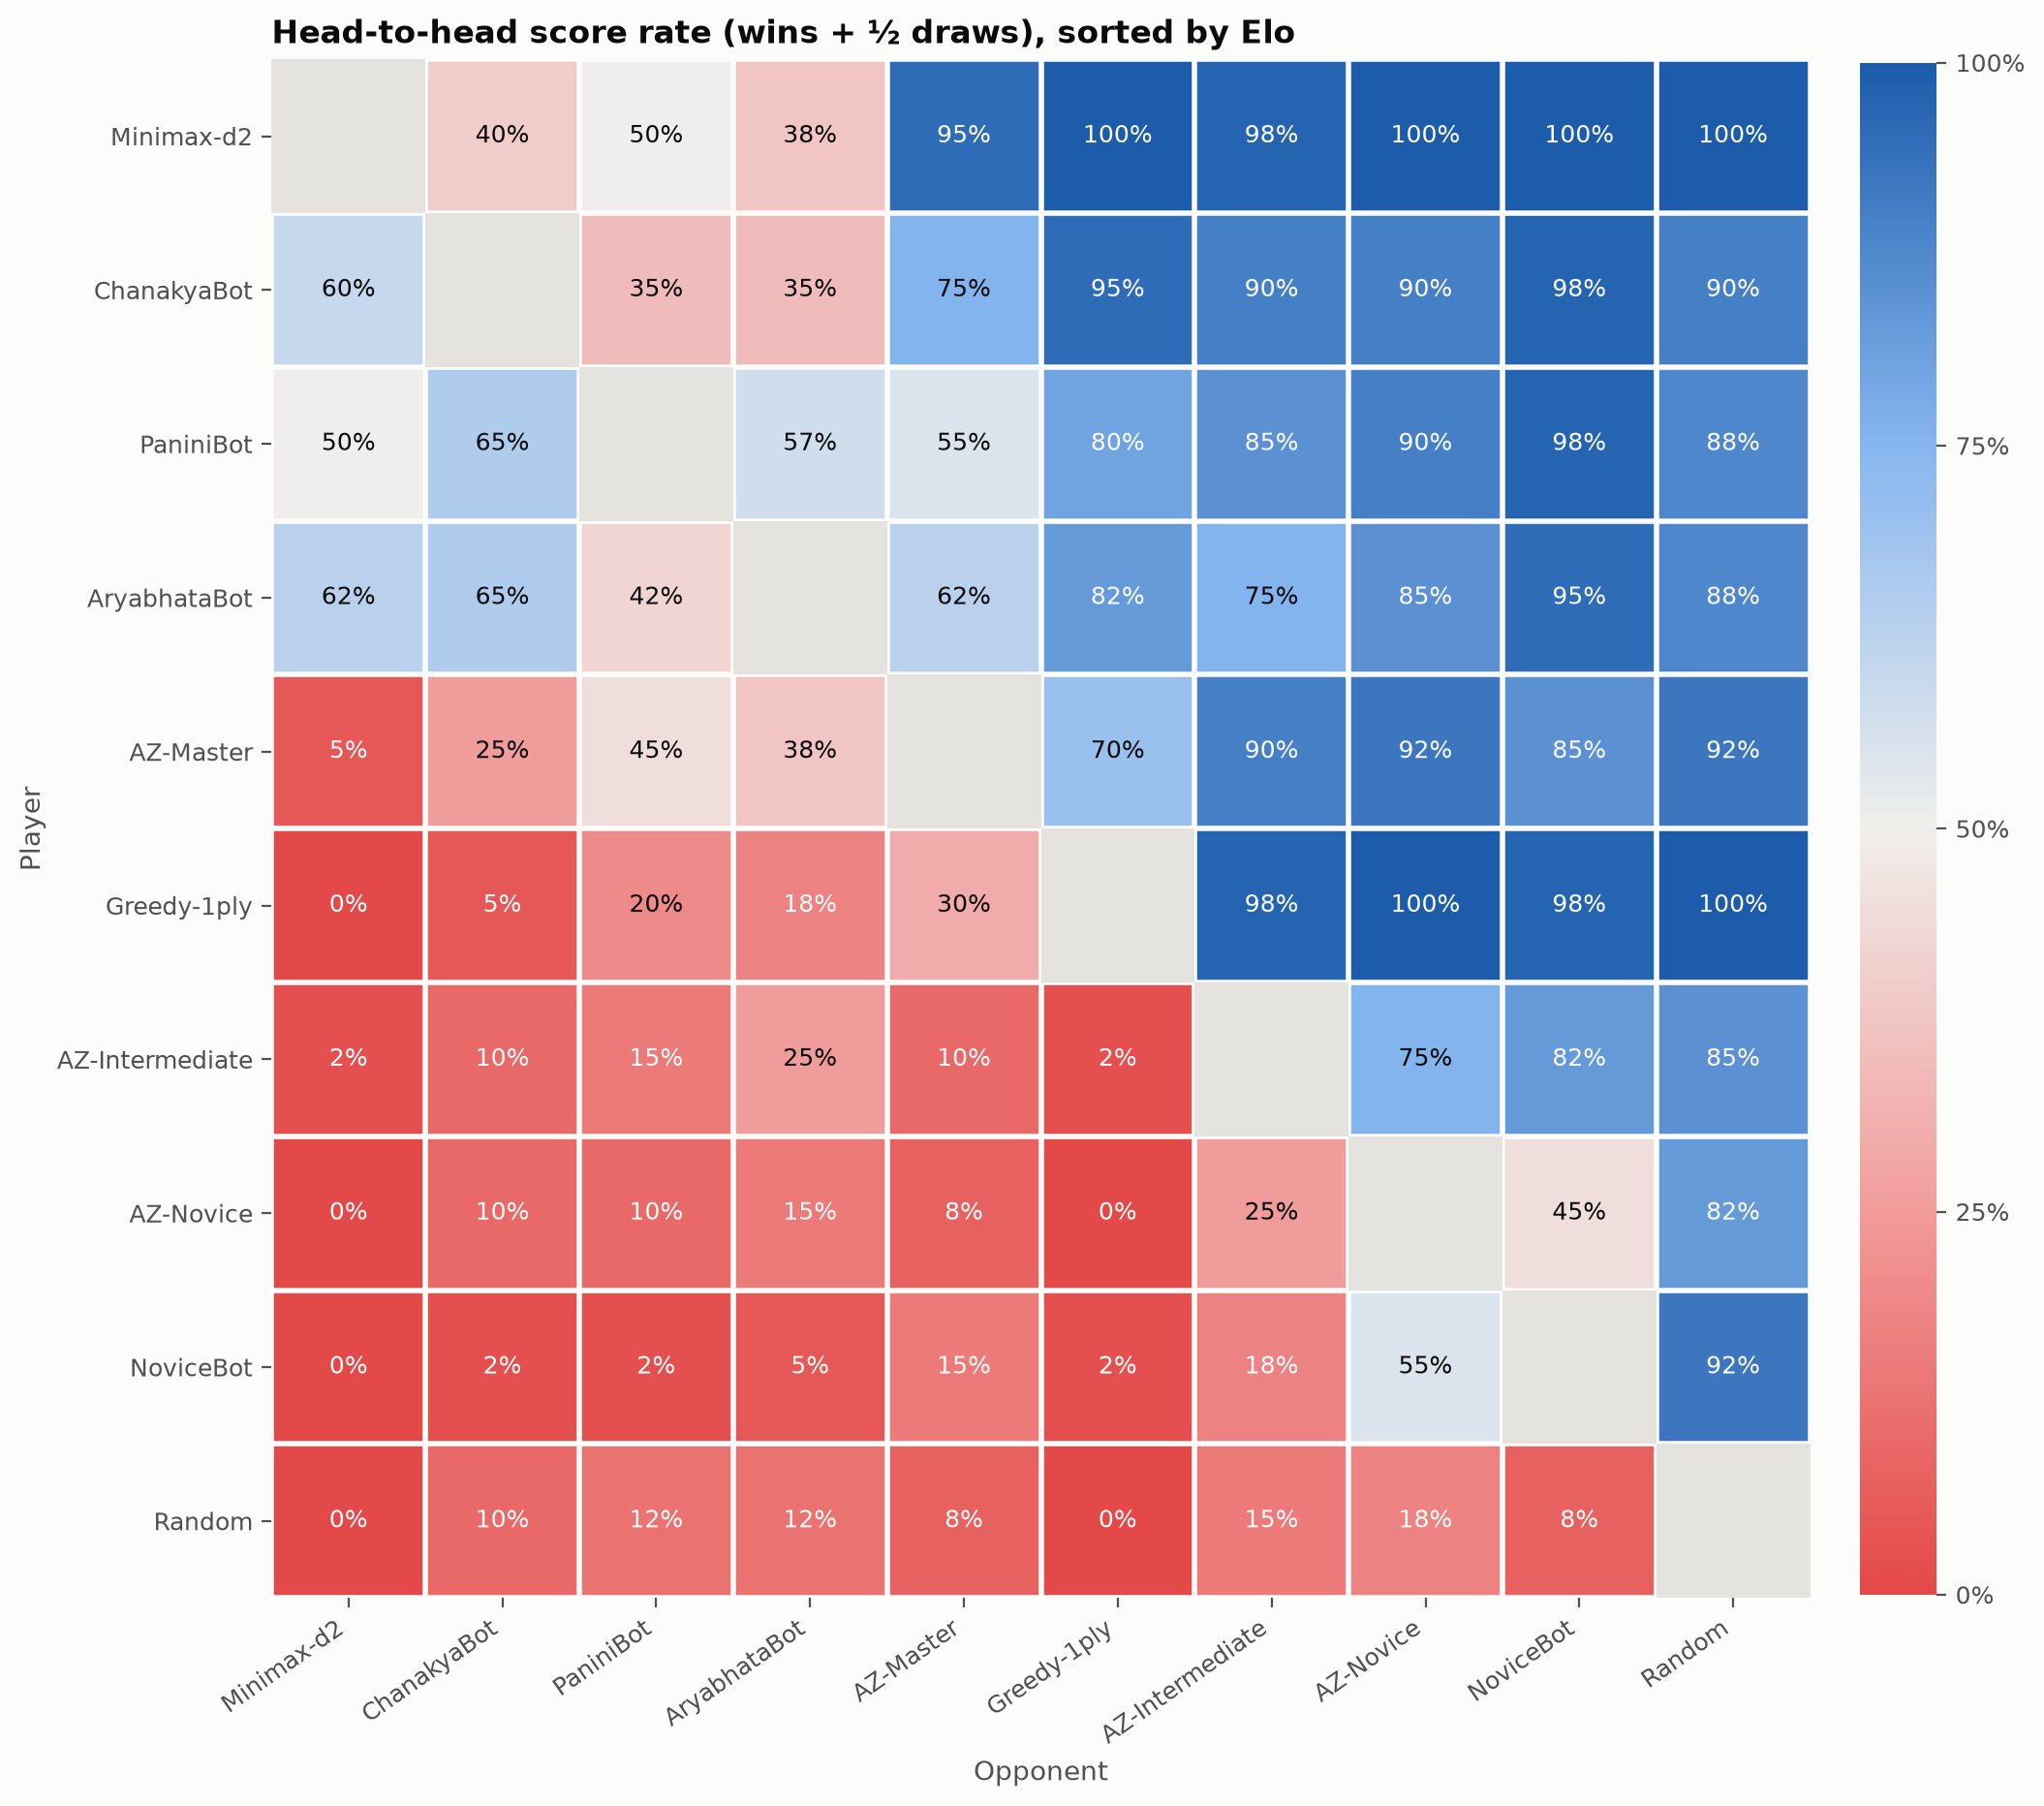 Head-to-head score rate (wins + ½ draws), sorted by Elo
Minimax-d2 40% 50% 38% 95% 100% 98% 100% 100% 100%
ChanakyaBot 60% 35% 35% 75% 95% 90% 90% 98% 90%
PaniniBot 50% 65% 57% 55% 80% 85% 90% 98% 88%
AryabhataBot 62% 65% 42% 62% 82% 75% 85% 95% 88%
AZ-Master 5% 25% 45% 38% 70% 90% 92% 85% 92%
Greedy-1ply 0% 5% 20% 18% 30% 98% 100% 98% 100%
AZ-Intermediate 2% 10% 15% 25% 10% 2% 75% 82% 85%
AZ-Novice 0% 10% 10% 15% 8% 0% 25% 45% 82%
NoviceBot 0% 2% 2% 5% 15% 2% 18% 55% 92%
Random 0% 10% 12% 12% 8% 0% 15% 18% 8%
Minimax-d2 ChanakyaBot PaniniBot AryabhataBot AZ-Master Greedy-1ply AZ-Intermediate AZ-Novice NoviceBot Random
Opponent
Player
100%
75%
50%
25%
0%